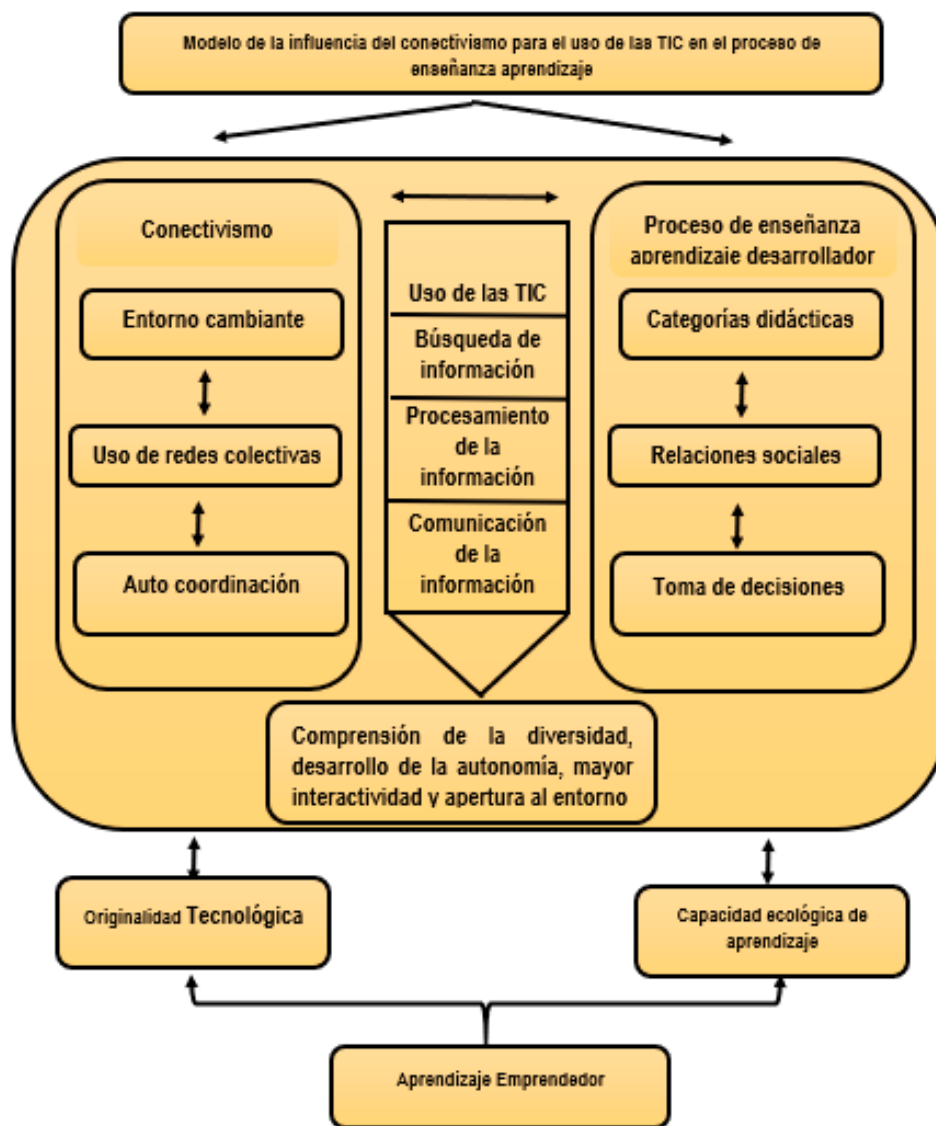 Modelo de la influencia del conectivismo para el uso de las TIC en el proceso de
enseñanza aprendizaje
Conectivismo
Entorno cambiante
Uso de redes colectivas
Auto coordinación
Uso de las TIC
Búsqueda de
información
Procesamiento
de la
información
Comunicación
de la
información
Proceso de enseñanza
aprendizaje desarrollador
Categorías didácticas
Relaciones sociales
Toma de decisiones
Comprensión de la diversidad,
desarrollo de la autonomía, mayor
interactividad y apertura al entorno
Originalidad Tecnológica
Capacidad ecológica de
aprendizaje
Aprendizaje Emprendedor